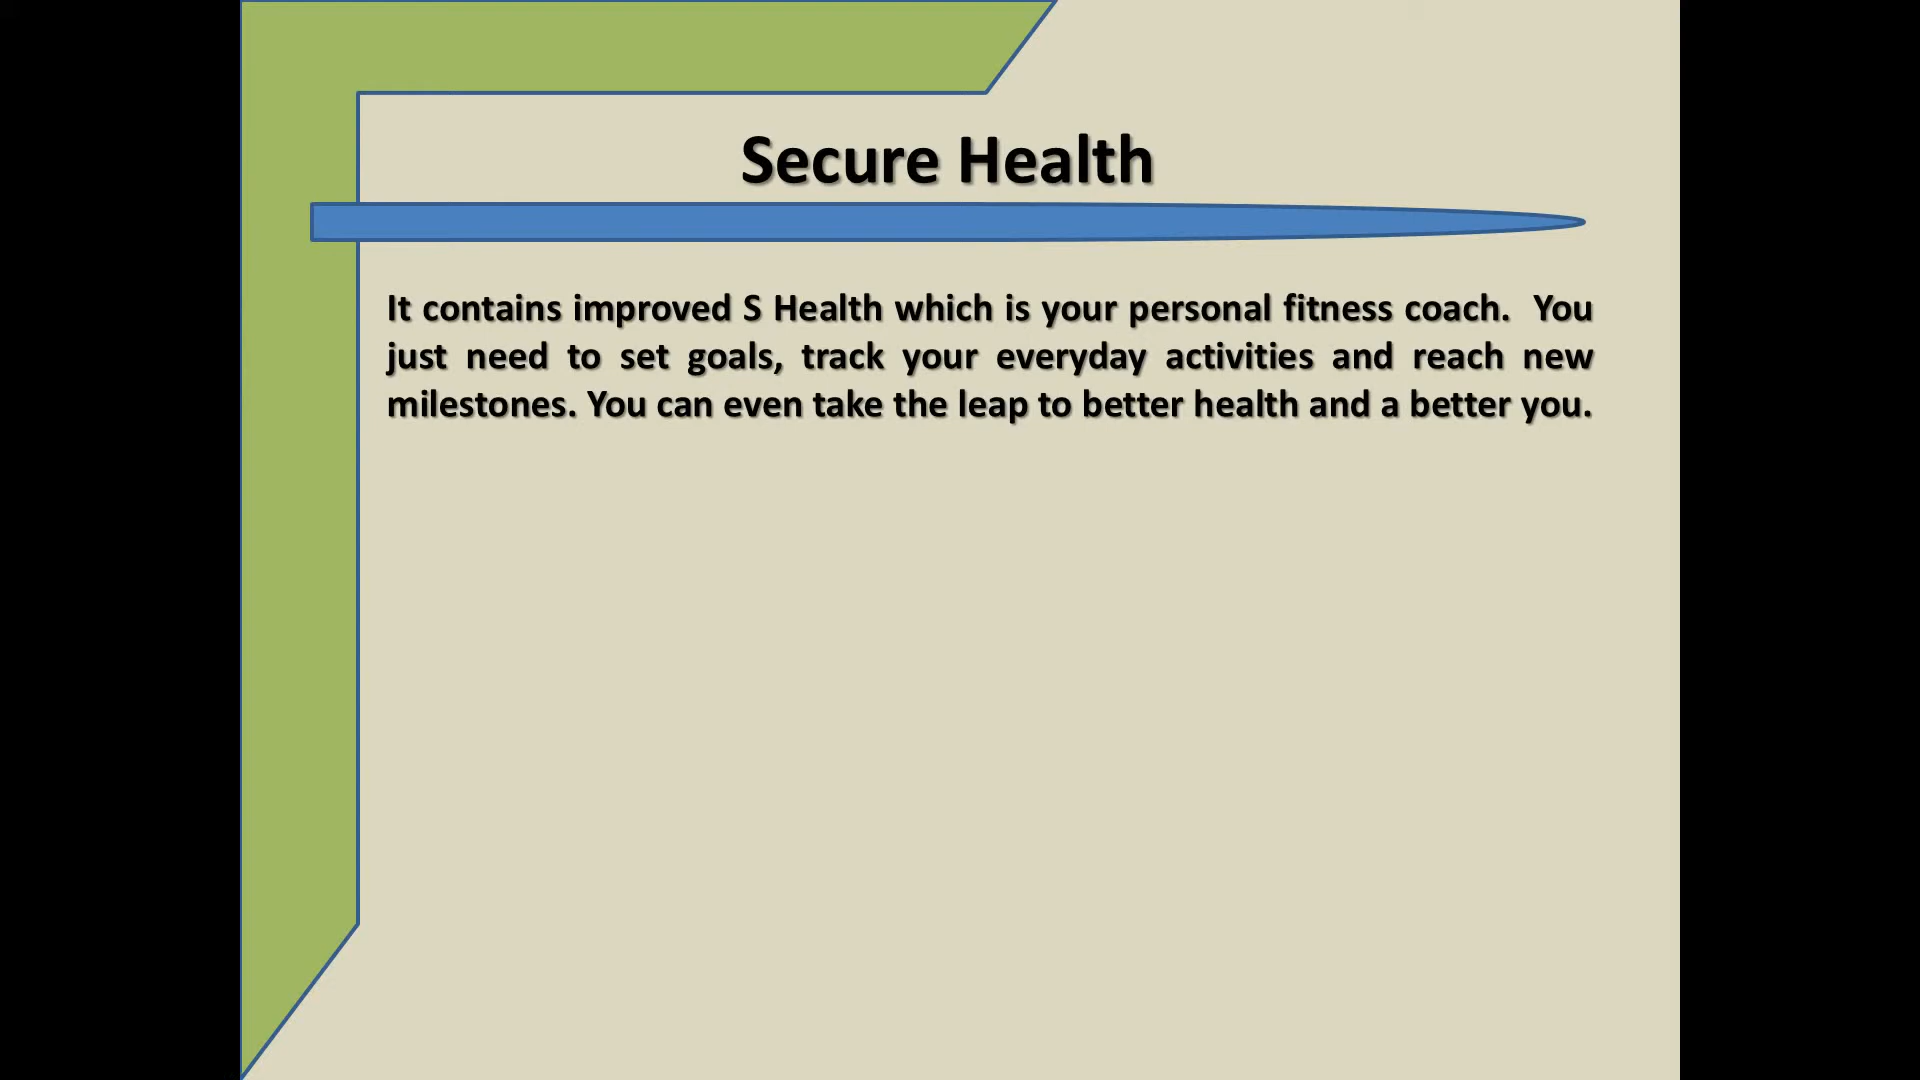 Secure Health
It contains improved S Health which is your personal fitness coach.  You
just need to set goals, track your everyday activities and reach new
milestones. You can even take the leap to better health and a better you.